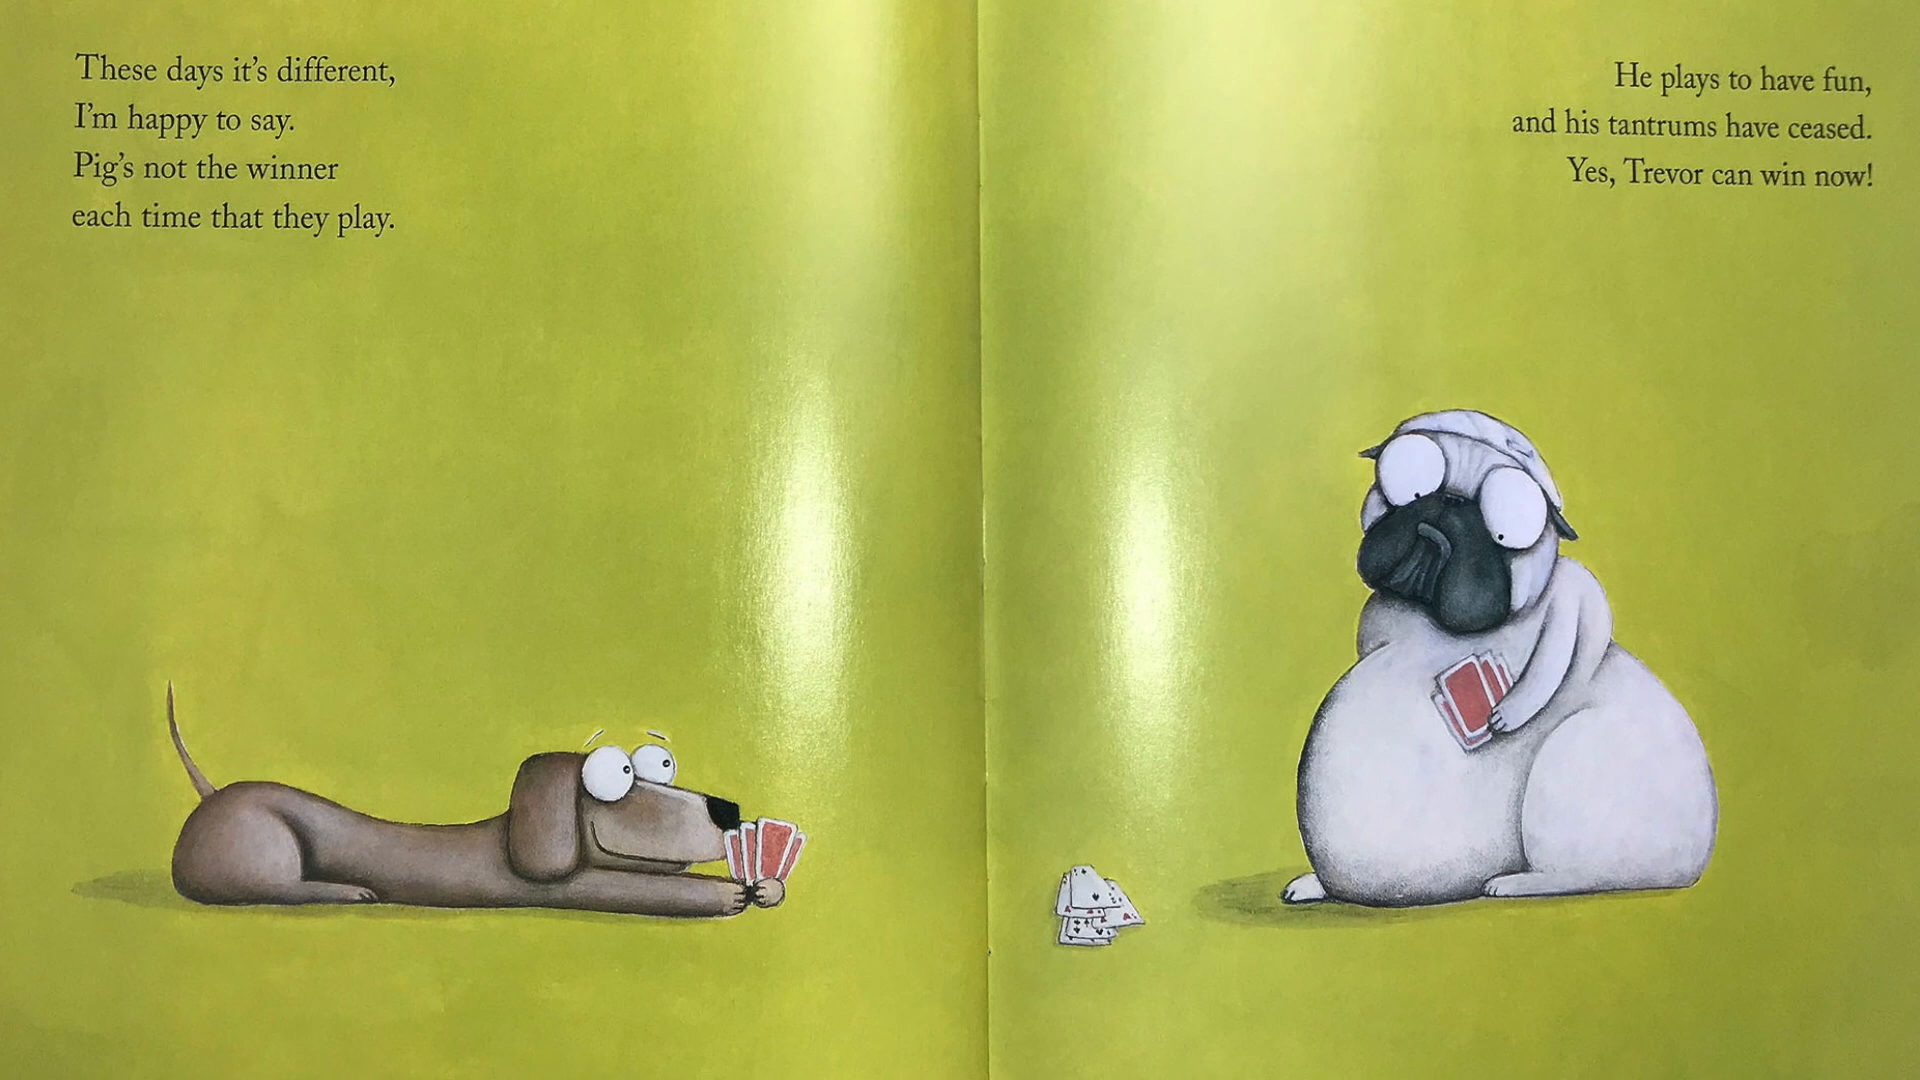 These days it's different,
I'm happy to say.
Pig's not the winner
each time that they play.
He plays to have fun,
and his tantrums have ceased.
Yes, Trevor can win now!